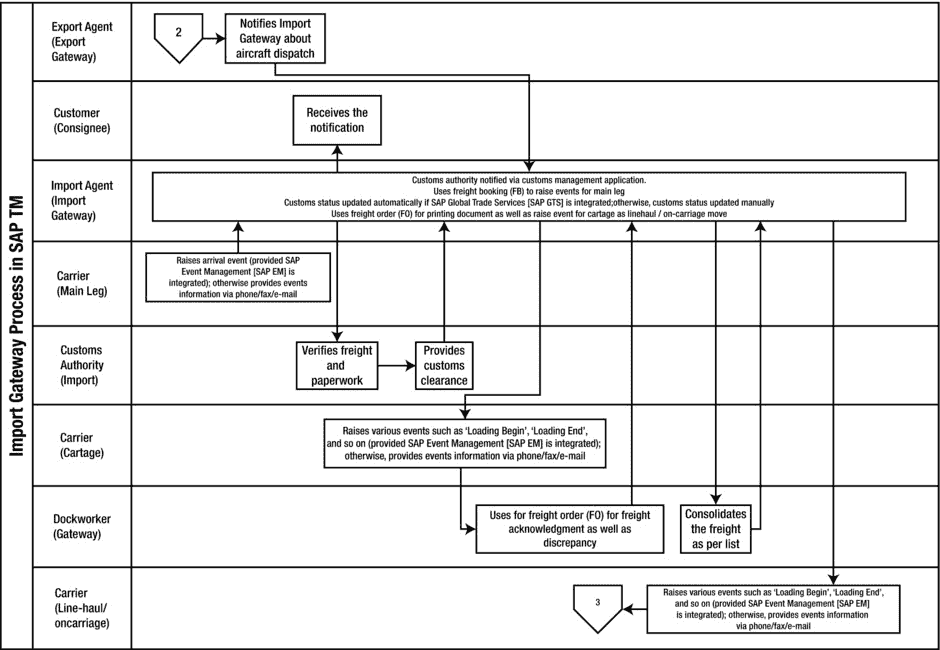 Import Gateway Process in SAP TM
Export Agent
(Export
Gateway)
2
Notifies Import
Gateway about
aircraft dispatch
Customer
(Consignee)
Receives the
notification
Import Agent
(Import
Gateway)
Customs authority notified via customs management application.
Uses freight booking (FB) to raise events for main leg
Customs status updated automatically if SAP Global Trade Services [SAP GTS] is integrated;otherwise, customs status updated manually
Uses freight order (FO) for printing document as well as raise event for cartage as linehaul / on-carriage move
Carrier
(Main Leg)
Raises arrival event (provided SAP
Event Management [SAP EM] is
integrated); otherwise provides events
information via phone/fax/e-mail
Customs
Authority
(Import)
Verifies freight
and
paperwork
Provides
customs
clearance
Carrier
(Cartage)
Raises various events such as ‘Loading Begin’, ‘Loading End’,
and so on (provided SAP Event Management [SAP EM] is integrated);
otherwise, provides events information via phone/fax/e-mail
Dockworker
(Gateway)
Uses for freight order (FO) for freight
acknowledgment as well as
discrepancy
Consolidates
the freight
as per list
Carrier
(Line-haul/
oncarriage)
3
Raises various events such as ‘Loading Begin’, ‘Loading End’,
and so on (provided SAP Event Management [SAP EM]
is integrated); otherwise, provides events information
via phone/fax/e-mail